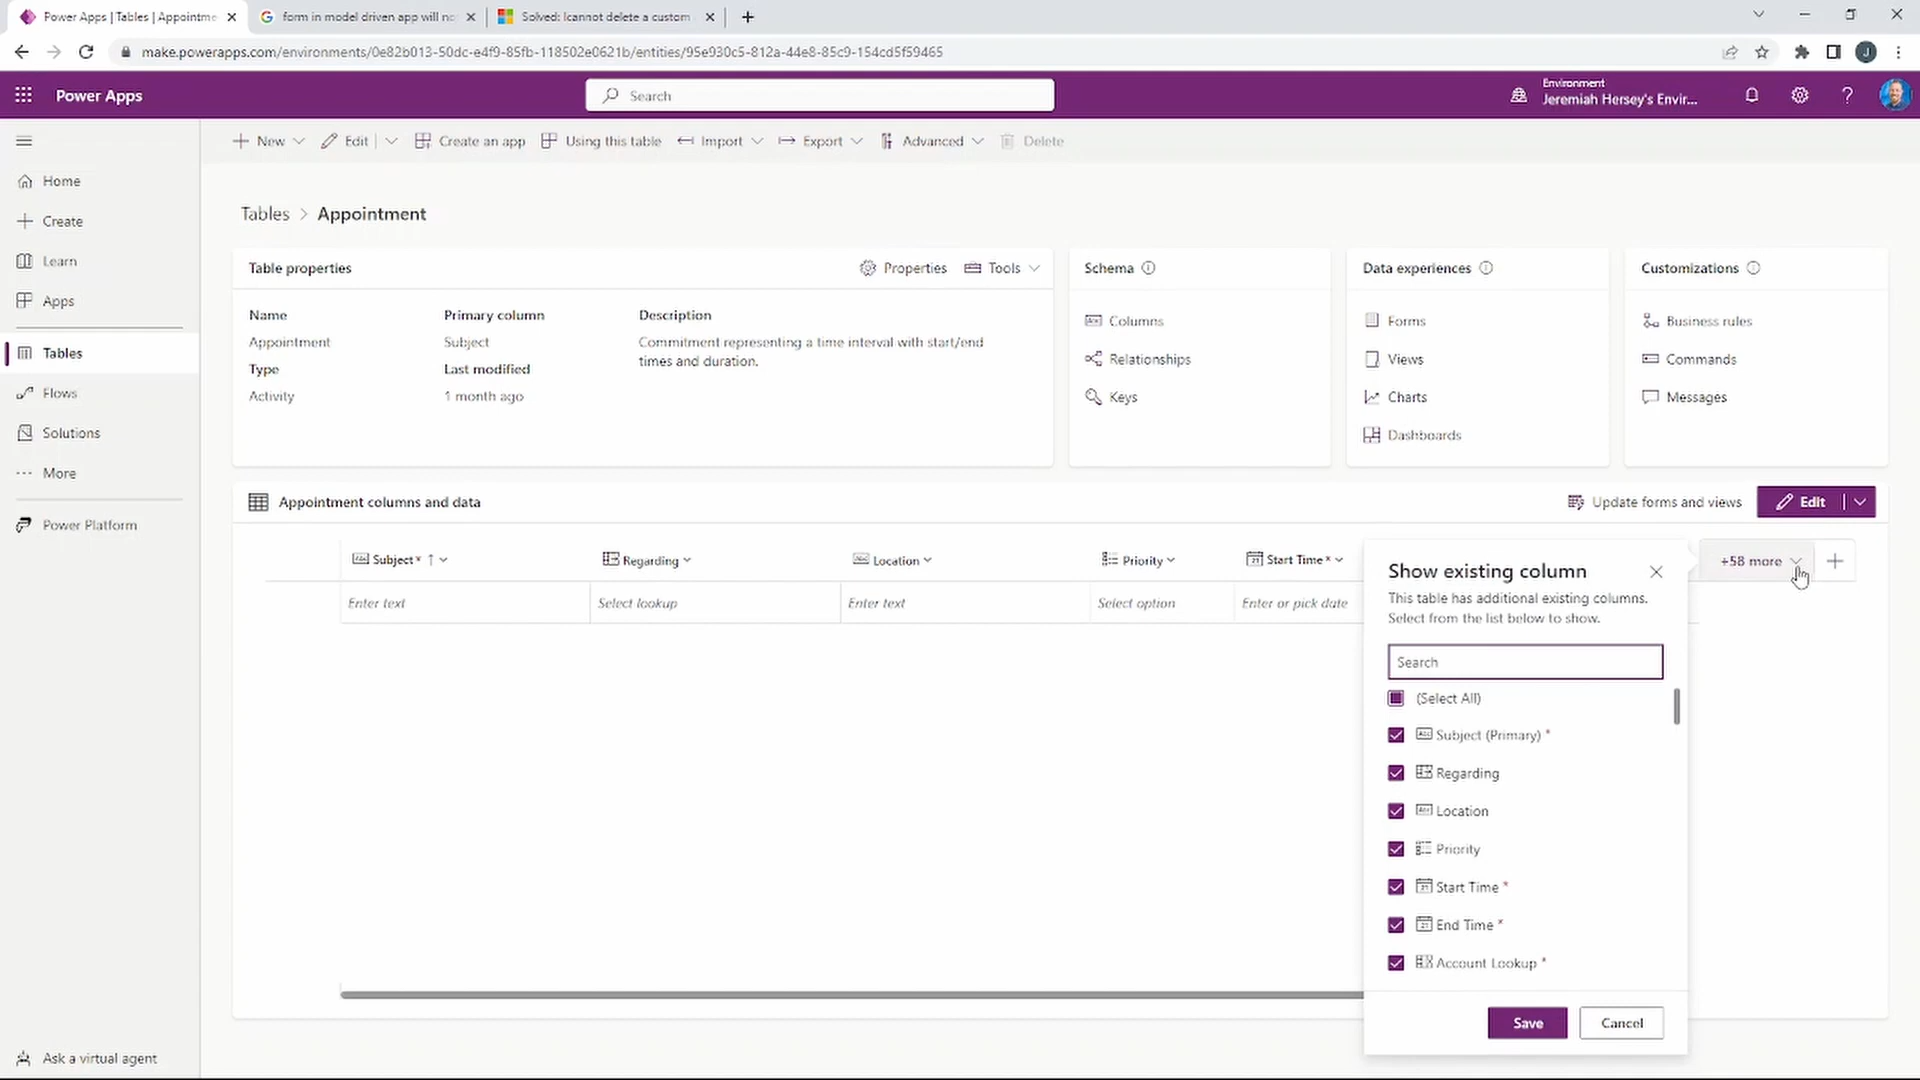 Power Apps | Tables | Appointme
form in model driven app will no
Solved: Icannot delete a custom
make.powerapps.com/environments/0e82b013-50dc-e4f9-85fb-118502e0621b/entities/95e930c5-812a-44e8-85c9-154cd5f59465
J
Power Apps
Search
Environment
Jeremiah Hersey's Envir...
New
Edit
Create an app
Using this table
Import
Export
Advanced
Delete
Home
Create
Learn
Apps
Tables
Flows
Solutions
More
Power Platform
Ask a virtual agent
Tables > Appointment
Table properties
Properties
Tools
Name
Appointment
Type
Activity
Primary column
Subject
Last modified
1 month ago
Description
Commitment representing a time interval with start/end
times and duration.
Schema
Columns
Relationships
Keys
Data experiences
Forms
Views
Charts
Dashboards
Customizations
Business rules
Commands
Messages
Appointment columns and data
Update forms and views
Edit
Subject *
Regarding
Location
Priority
Start Time *
+58 more
Enter text
Select lookup
Enter text
Select option
Enter or pick date
Show existing column
This table has additional existing columns.
Select from the list below to show.
Search
(Select All)
Subject (Primary) *
Regarding
Location
Priority
Start Time *
End Time *
Account Lookup *
Save
Cancel